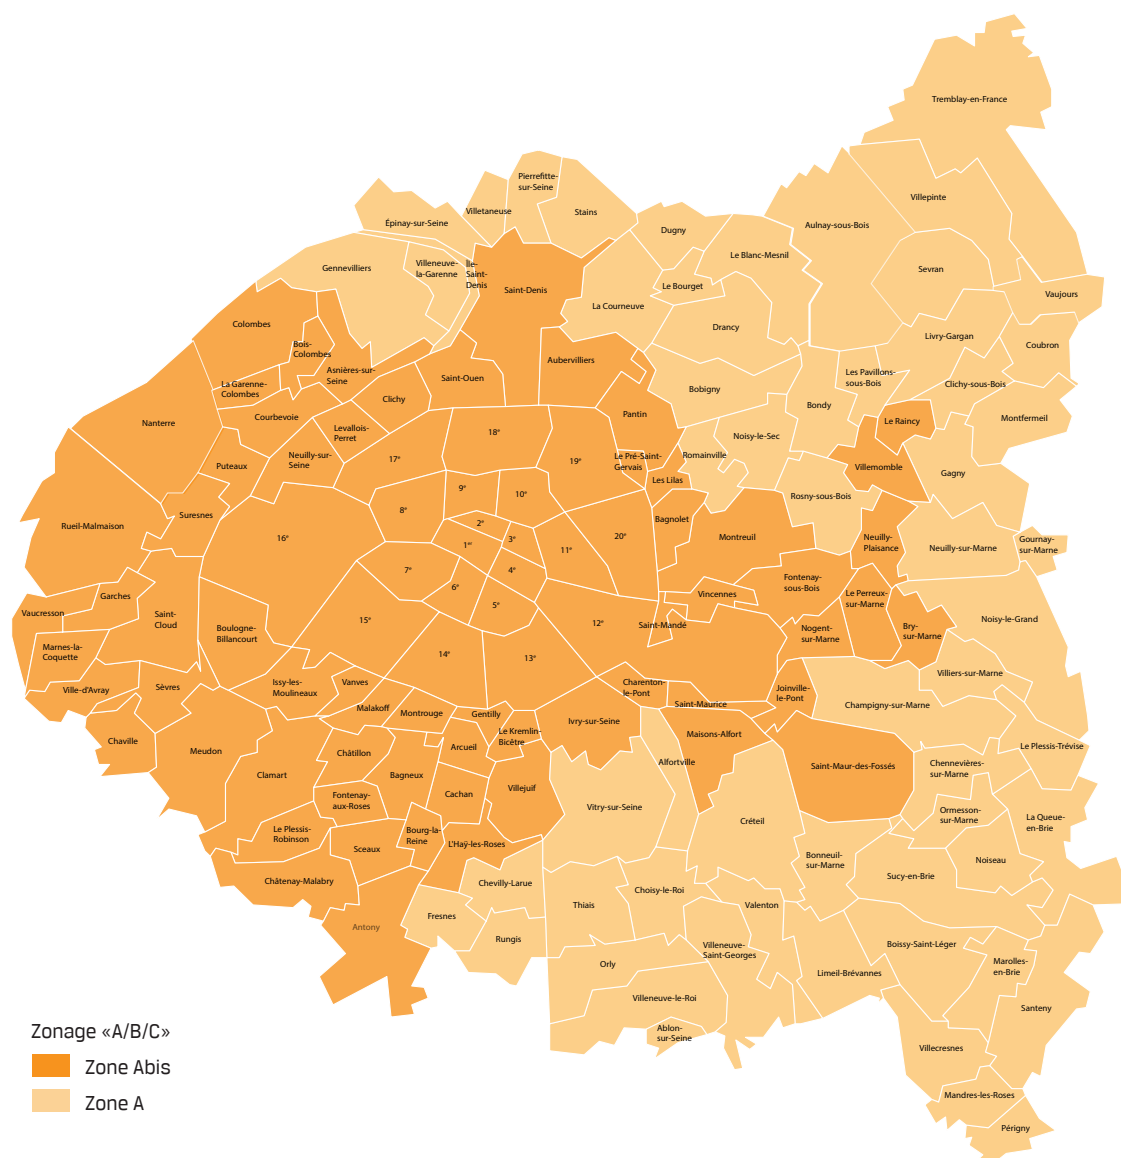 Tremblay-en-France
Pierrefitte-
sur-Seine
Villetaneuse
Stains
Épinay-sur-Seine
Villepinte
Aulnay-sous-Bois
Dugny
Le Blanc-Mesnil
Gennevilliers
Villeneuve-
la-Garenne
Île-
Saint-
Denis
Saint-Denis
Sevran
Le Bourget
Vaujours
La Courneuve
Colombes
Drancy
Livry-Gargan
Coubron
Bois-
Colombes
Aubervilliers
Asnières-sur-
Seine
Saint-Ouen
Les Pavillons-
sous-Bois
Clichy-sous-Bois
La Garenne-
Colombes
Bobigny
Clichy
Bondy
Courbevoie
Pantin
Le Raincy
Montfermeil
Nanterre
Levallois-
Perret
18e
Noisy-le-Sec
Neuilly-sur-
Seine
17e
19e
Le Pré-Saint-
Gervais
Romainville
Puteaux
Villemomble
Gagny
Les Lilas
9e
10e
Rosny-sous-Bois
Suresnes
8e
Bagnolet
Rueil-Malmaison
2e
16e
1er
3e
11e
20e
Montreuil
Neuilly-
Plaisance
Neuilly-sur-Marne
Gournay-
sur-Marne
7e
4e
6e
Fontenay-
sous-Bois
Garches
Vincennes
Le Perreux-
sur-Marne
Vaucresson
Saint-
Cloud
5e
Noisy-le-Grand
15e
12e
Saint-Mandé
Boulogne-
Billancourt
Nogent-
sur-Marne
Bry-
sur-Marne
Marnes-la-
Coquette
14e
13e
Villiers-sur-Marne
Ville-d'Avray
Sèvres
Issy-les-
Moulineaux
Vanves
Charenton-
le-Pont
Joinville-
le-Pont
Malakoff
Montrouge
Gentilly
Saint-Maurice
Champigny-sur-Marne
Le Kremlin-
Bicêtre
Ivry-sur-Seine
Maisons-Alfort
Chaville
Meudon
Châtillon
Arcueil
Le Plessis-Trévise
Alfortville
Saint-Maur-des-Fossés
Chennevières-
sur-Marne
Clamart
Bagneux
Fontenay-
aux-Roses
Cachan
Villejuif
Vitry-sur-Seine
Ormesson-
sur-Marne
La Queue-
en-Brie
Créteil
Le Plessis-
Robinson
Bourg-la-
Reine
Sceaux
L'Haÿ-les-Roses
Bonneuil-
sur-Marne
Noiseau
Châtenay-Malabry
Chevilly-Larue
Choisy-le-Roi
Sucy-en-Brie
Thiais
Valenton
Fresnes
Antony
Rungis
Villeneuve-
Saint-Georges
Boissy-Saint-Léger
Orly
Limeil-Brévannes
Marolles-
en-Brie
Villeneuve-le-Roi
Santeny
Ablon-
sur-Seine
Villecresnes
Mandres-les-Roses
Périgny
Zonage «A/B/C»
Zone Abis
Zone A